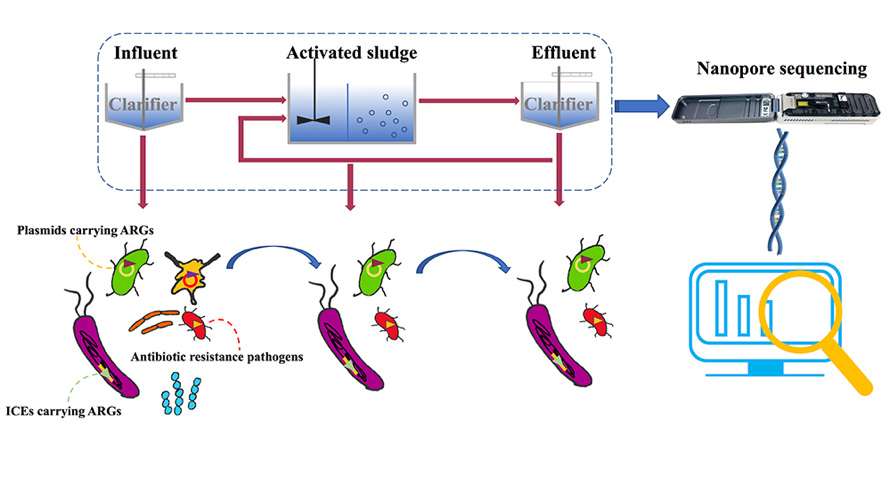 Influent
Activated sludge
Effluent
Nanopore sequencing
Clarifier
Clarifier
Plasmids carrying ARGs
Antibiotic resistance pathogens
ICEs carrying ARGs